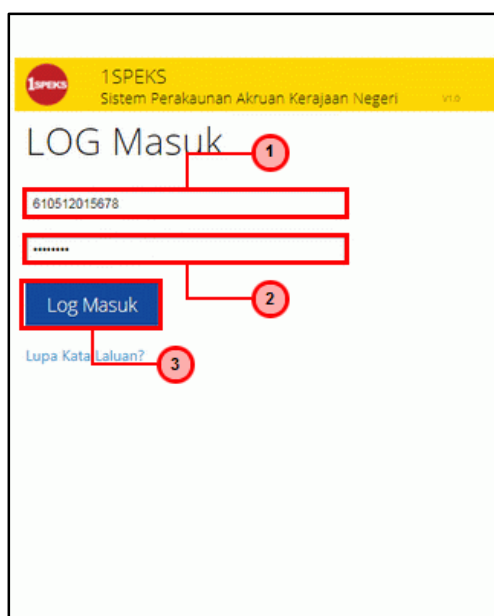 1SPEKS
1SPEKS
Sistem Perakaunan Akruan Kerajaan Negeri V1.0
LOG Masuk
1
610512015678
••••••••
2
Log Masuk
Lupa Kata Laluan?
3